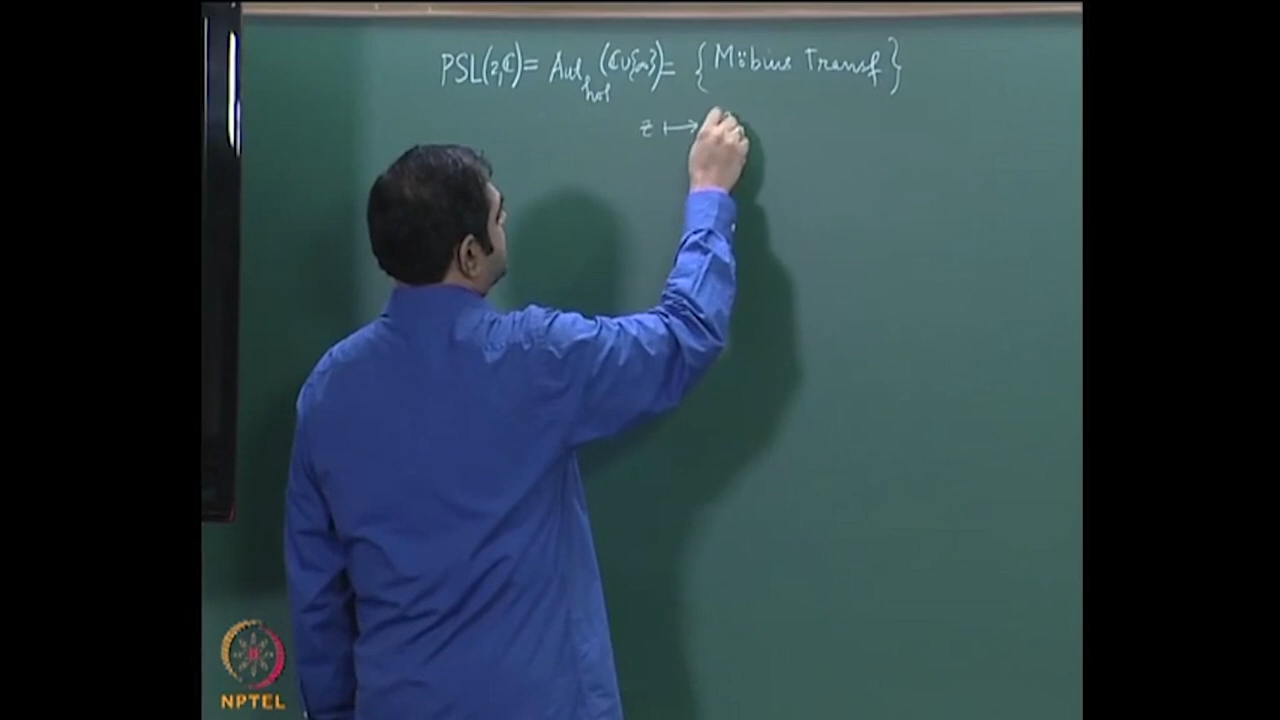 PSL(2,ℂ) = Aut_hol (ℂ∪{∞}) = {Möbius Transf}
z ↦
NPTEL